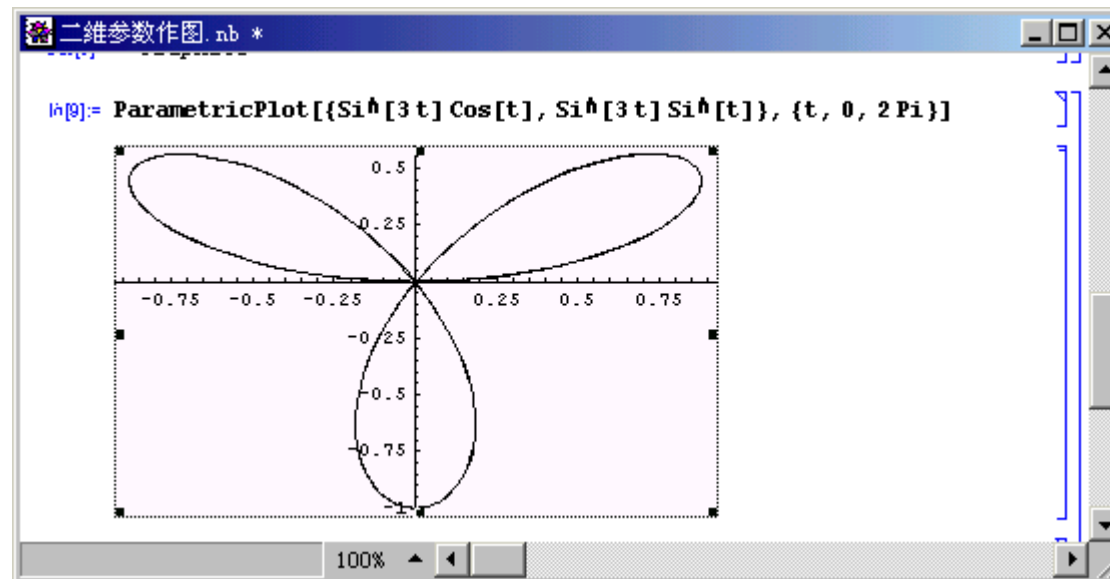 二維参数作图.nb *
In[9]:= ParametricPlot[{Sin[3 t] Cos[t], Sin[3 t] Sin[t]}, {t, 0, 2 Pi}]
0.5
0.25
-0.75 -0.5 -0.25 0.25 0.5 0.75
-0.25
-0.5
-0.75
-1
100%